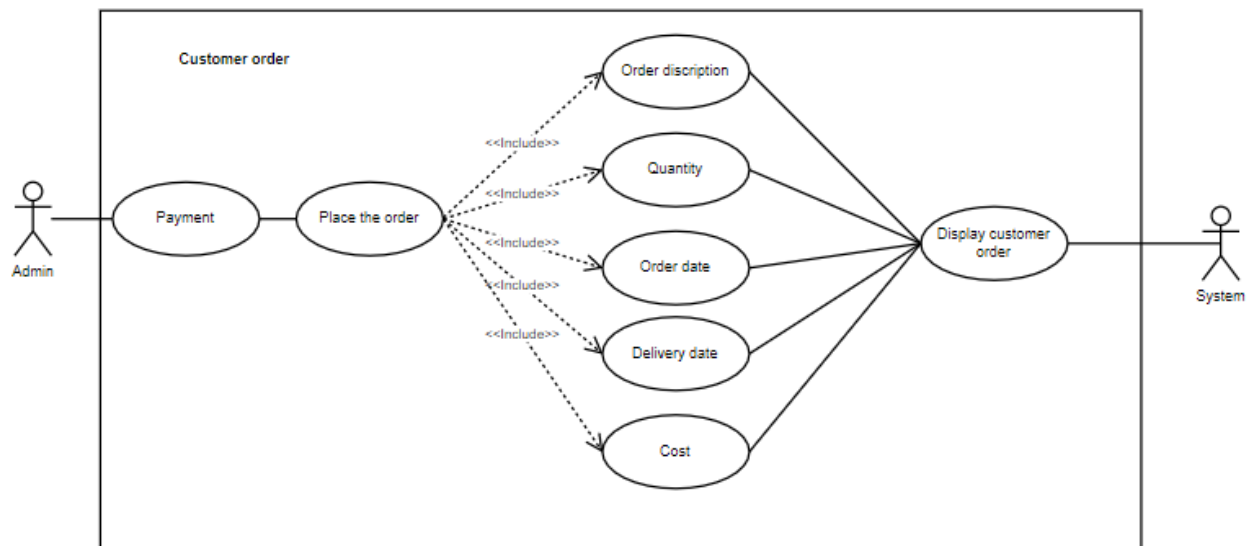 Customer order
Order discription
<<Include>>
Quantity
<<Include>>
Admin
Payment
Place the order
<<Include>>
Order date
<<Include>>
Delivery date
<<Include>>
Cost
Display customer
order
System